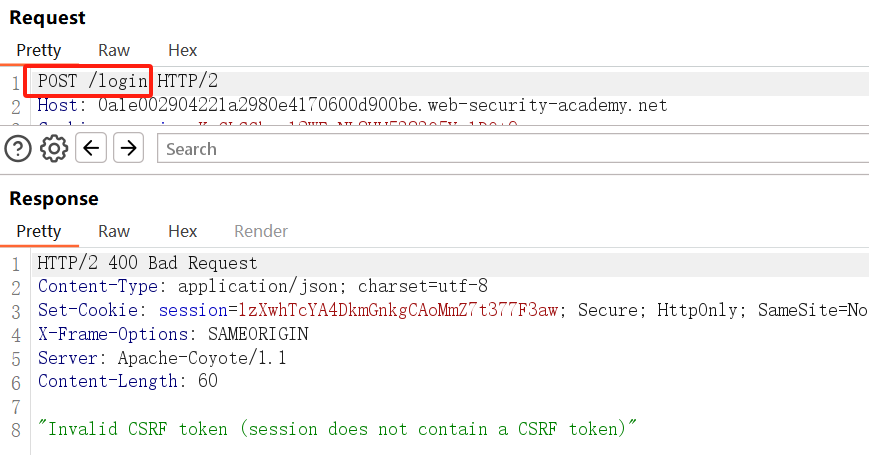 Request
Pretty Raw Hex
1 POST /login HTTP/2
2 Host: 0a1e002904221a2980e4170600d900be.web-security-academy.net
Search
Response
Pretty Raw Hex Render
1 HTTP/2 400 Bad Request
2 Content-Type: application/json; charset=utf-8
3 Set-Cookie: session=lzXwhTcYA4DkmGnkgCAoMmZ7t377F3aw; Secure; HttpOnly; SameSite=No
4 X-Frame-Options: SAMEORIGIN
5 Server: Apache-Coyote/1.1
6 Content-Length: 60
7
8 "Invalid CSRF token (session does not contain a CSRF token)"